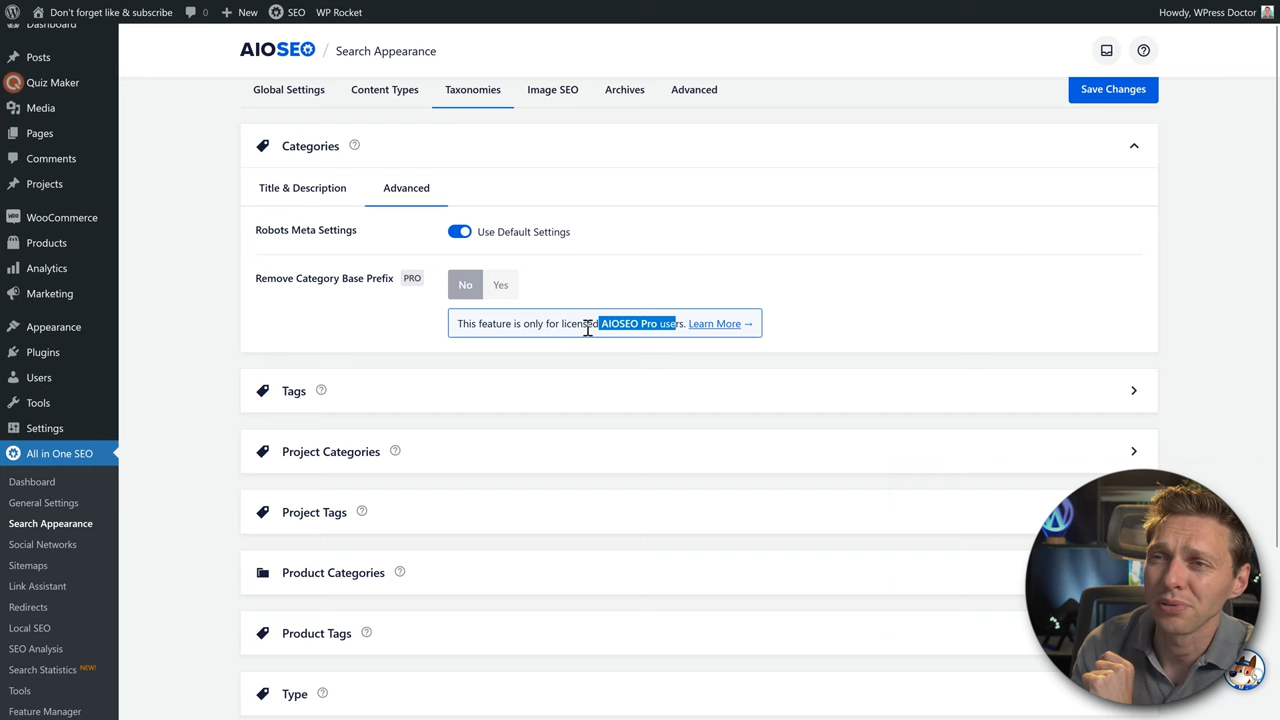 Don't forget like & subscribe
0
New
SEO
WP Rocket
Howdy, WPress Doctor
Dashboard
Posts
Quiz Maker
Media
Pages
Comments
Projects
WooCommerce
Products
Analytics
Marketing
Appearance
Plugins
Users
Tools
Settings
All in One SEO
Dashboard
General Settings
Search Appearance
Social Networks
Sitemaps
Link Assistant
Redirects
Local SEO
SEO Analysis
Search Statistics NEW!
Tools
Feature Manager
AIOSEO / Search Appearance
Global Settings
Content Types
Taxonomies
Image SEO
Archives
Advanced
Save Changes
Categories
Title & Description
Advanced
Robots Meta Settings
Use Default Settings
Remove Category Base Prefix PRO
No
Yes
This feature is only for licensed AIOSEO Pro users. Learn More →
Tags
Project Categories
Project Tags
Product Categories
Product Tags
Type